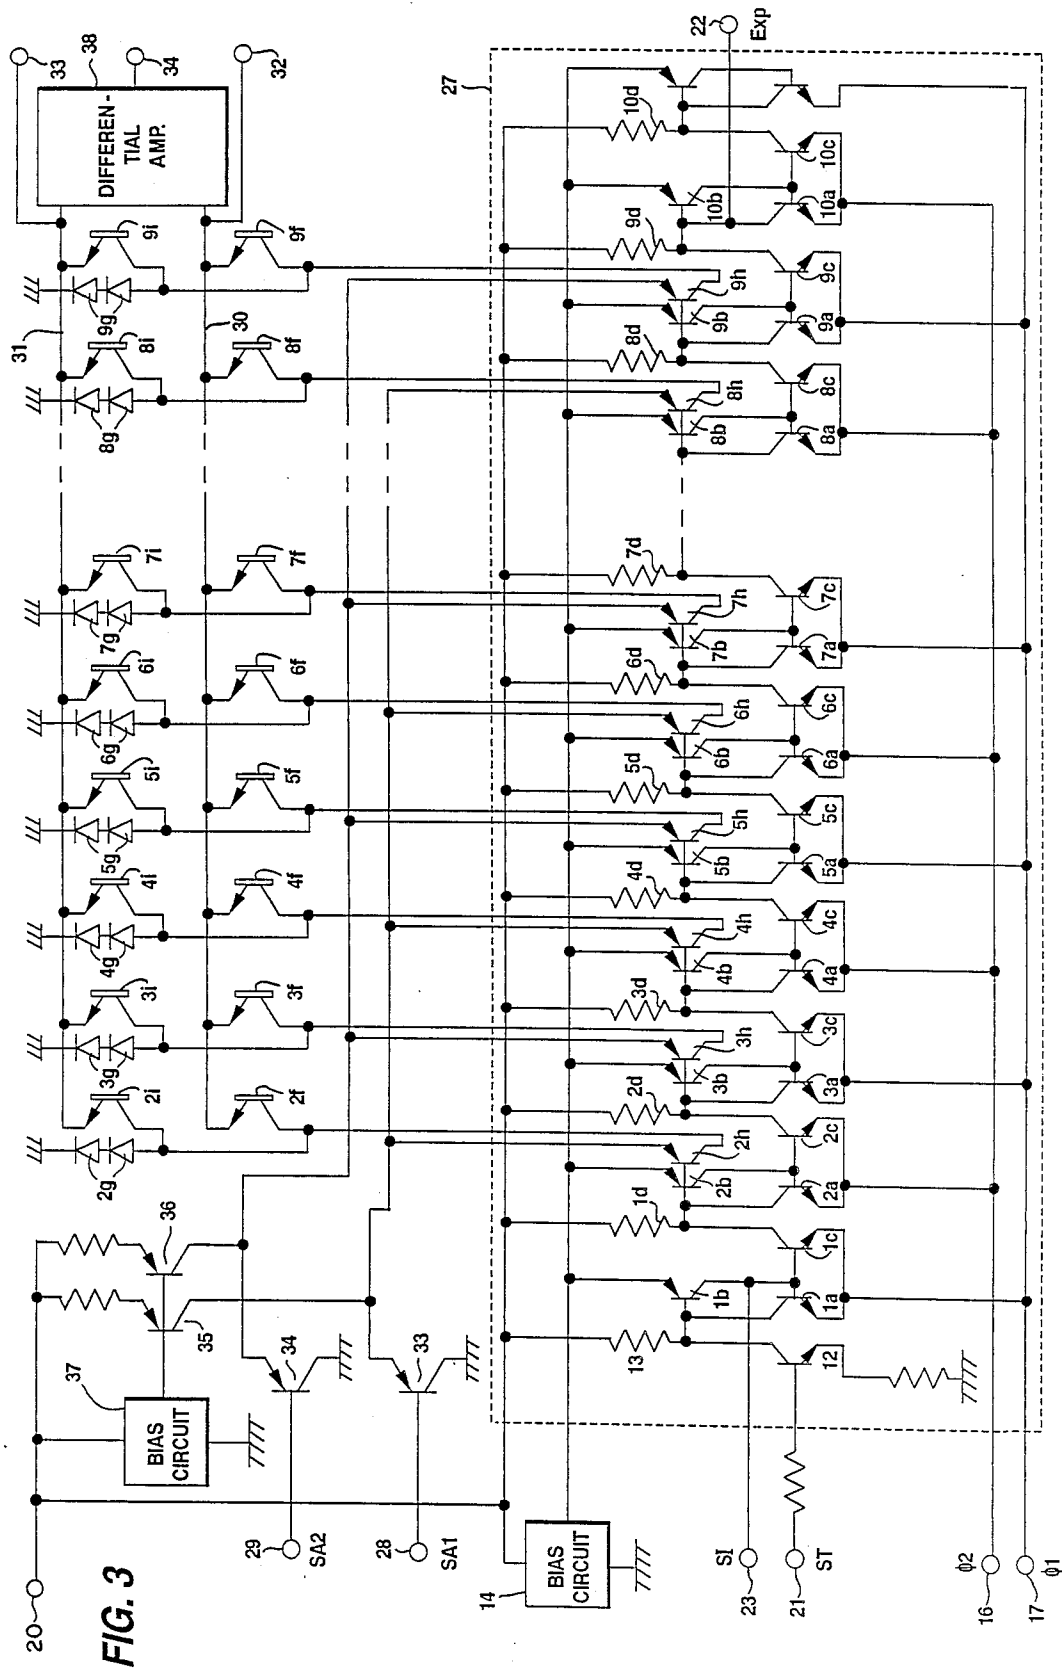 FIG. 3
20
37
BIAS CIRCUIT
35
36
34
33
29
SA2
28
SA1
33
38
DIFFEREN- TIAL AMP.
34
32
31
30
2g
3g
4g
5g
6g
7g
8g
9g
2i
3i
4i
5i
6i
7i
8i
9i
2f
3f
4f
5f
6f
7f
8f
9f
27
22
Exp
14
BIAS CIRCUIT
13
1d
2d
3d
4d
5d
6d
7d
8d
9d
10d
1b
2b
2h
3b
3h
4b
4h
5b
5h
6b
6h
7b
7h
8b
8h
9b
9h
10b
12
1a
1c
2a
2c
3a
3c
4a
4c
5a
5c
6a
6c
7a
7c
8a
8c
9a
9c
10a
10c
SI
23
21
ST
16
ϕ2
17
ϕ1